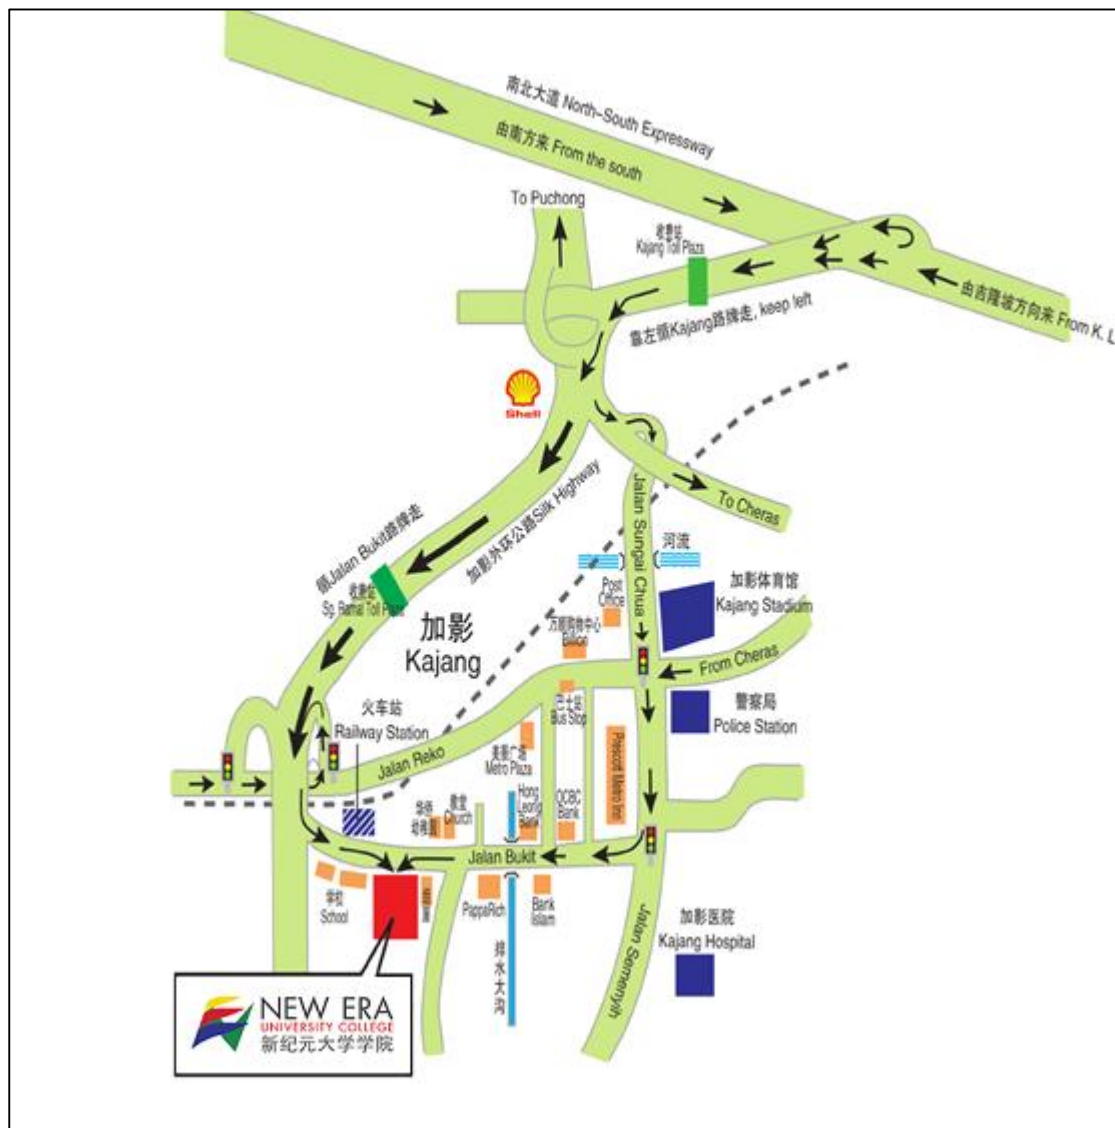 南北大道 North-South Expressway
由南方来 From the south
To Puchong
收费站
Kajang Toll Plaza
由吉隆坡方向来 From K. L
靠左循Kajang路牌走, keep left
Shell
To Cheras
加影外环公路Silk Highway
循Jalan Bukit路牌走
收费站
Sg. Ramal Toll Plaza
Jalan Sungai Chua
河流
Post
Office
加影体育馆
Kajang Stadium
加影
Kajang
Billion
From Cheras
巴士站
Bus Stop
警察局
Police Station
火车站
Railway Station
Jalan Reko
Metro Plaza
Prescott Metro Inn
Hong
Leong
Bank
OCBC
Bank
教堂
Church
华侨
幼稚园
Jalan Bukit
学校
School
PappaRich
Bank
Islam
排水大沟
Jalan Semenyih
加影医院
Kajang Hospital
NEW ERA
UNIVERSITY COLLEGE
新纪元大学学院